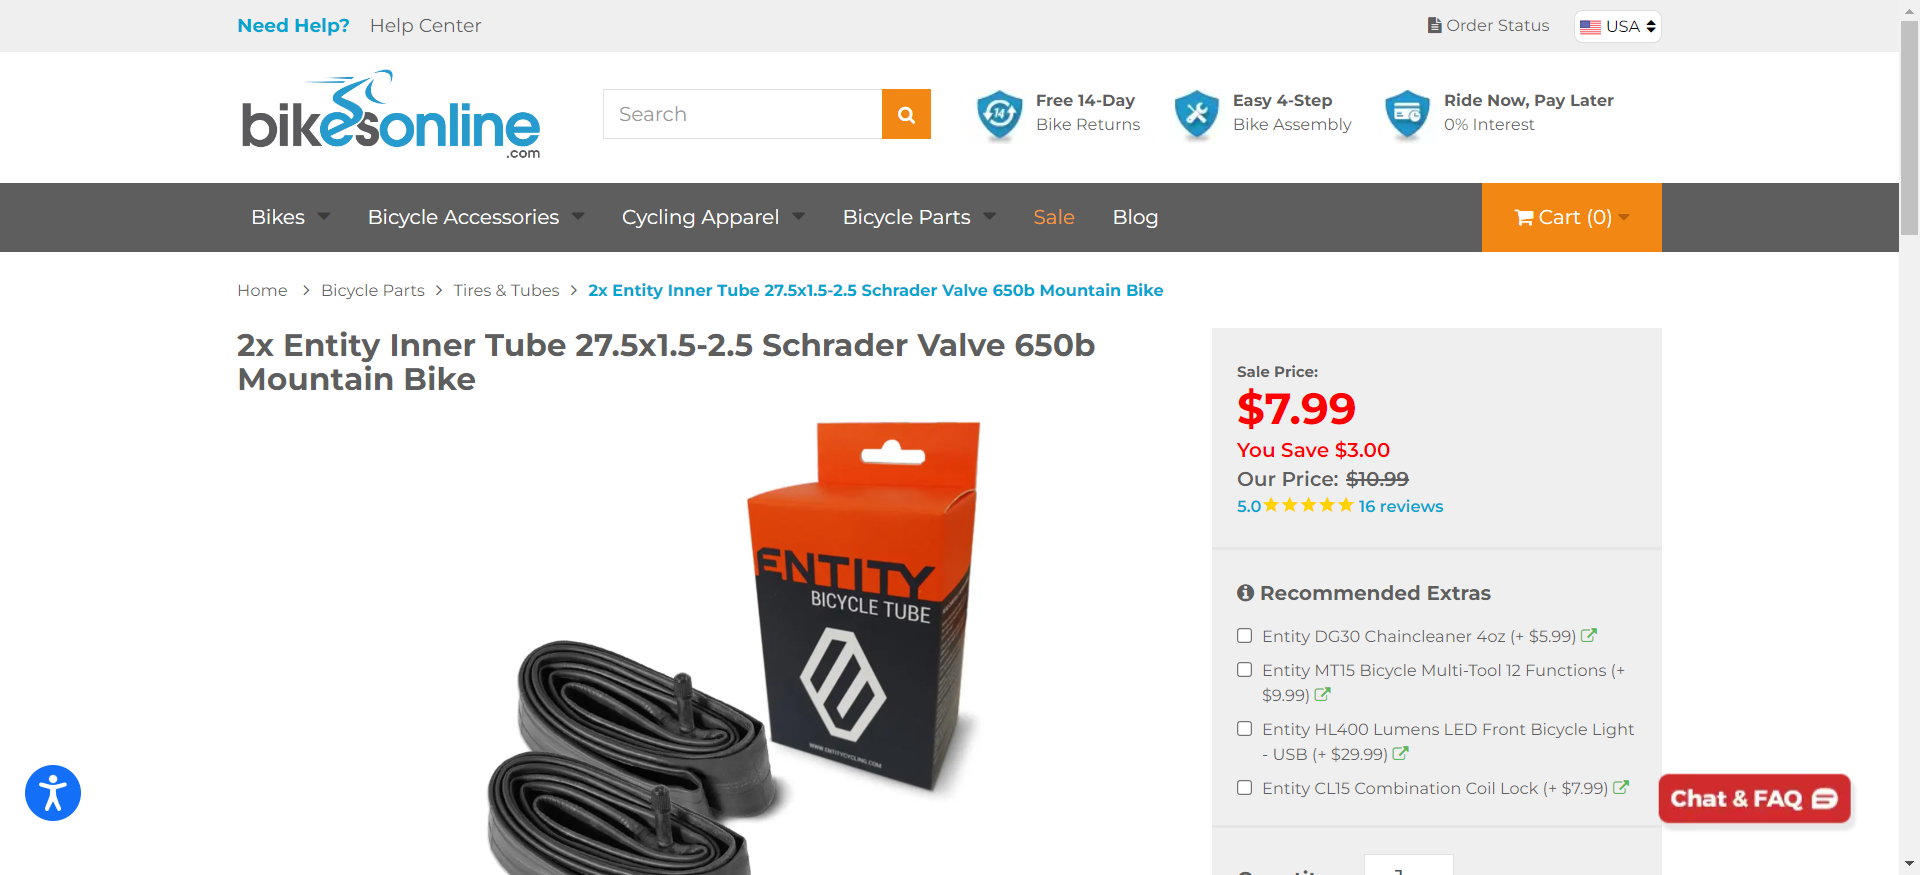 Need Help? Help Center
Order Status
USA
bikesonline
.com
Search
Free 14-Day
Bike Returns
14
Easy 4-Step
Bike Assembly
Ride Now, Pay Later
0% Interest
Bikes
Bicycle Accessories
Cycling Apparel
Bicycle Parts
Sale
Blog
Cart (0)
Home > Bicycle Parts > Tires & Tubes > 2x Entity Inner Tube 27.5x1.5-2.5 Schrader Valve 650b Mountain Bike
2x Entity Inner Tube 27.5x1.5-2.5 Schrader Valve 650b
Mountain Bike
ENTITY
BICYCLE TUBE
WWW.ENTITYCYCLING.COM
Sale Price:
$7.99
You Save $3.00
Our Price: $10.99
5.0 16 reviews
Recommended Extras
Entity DG30 Chaincleaner 4oz (+ $5.99)
Entity MT15 Bicycle Multi-Tool 12 Functions (+
$9.99)
Entity HL400 Lumens LED Front Bicycle Light
- USB (+ $29.99)
Entity CL15 Combination Coil Lock (+ $7.99)
Chat & FAQ